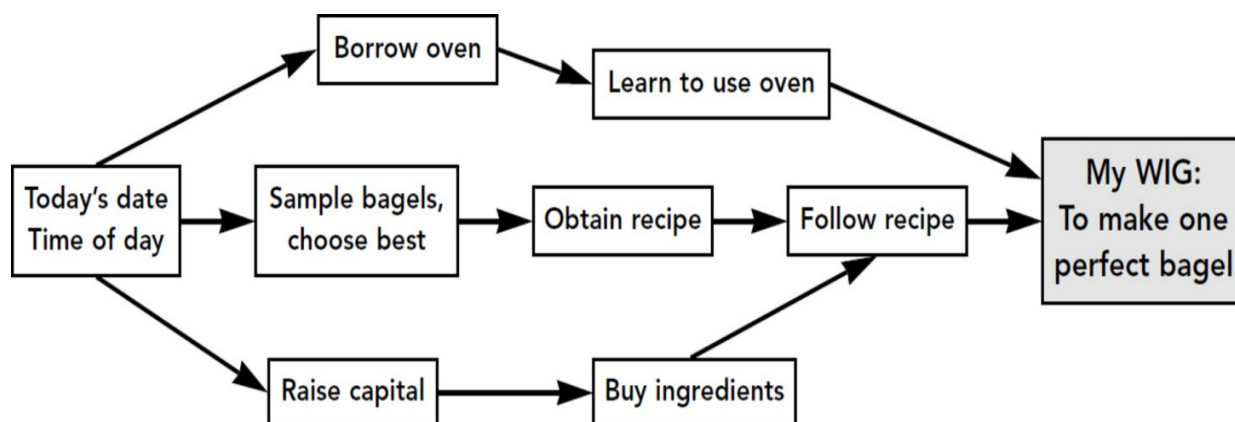 Borrow oven
Learn to use oven
Today's date
Time of day
Sample bagels,
choose best
Obtain recipe
Follow recipe
My WIG:
To make one
perfect bagel
Raise capital
Buy ingredients